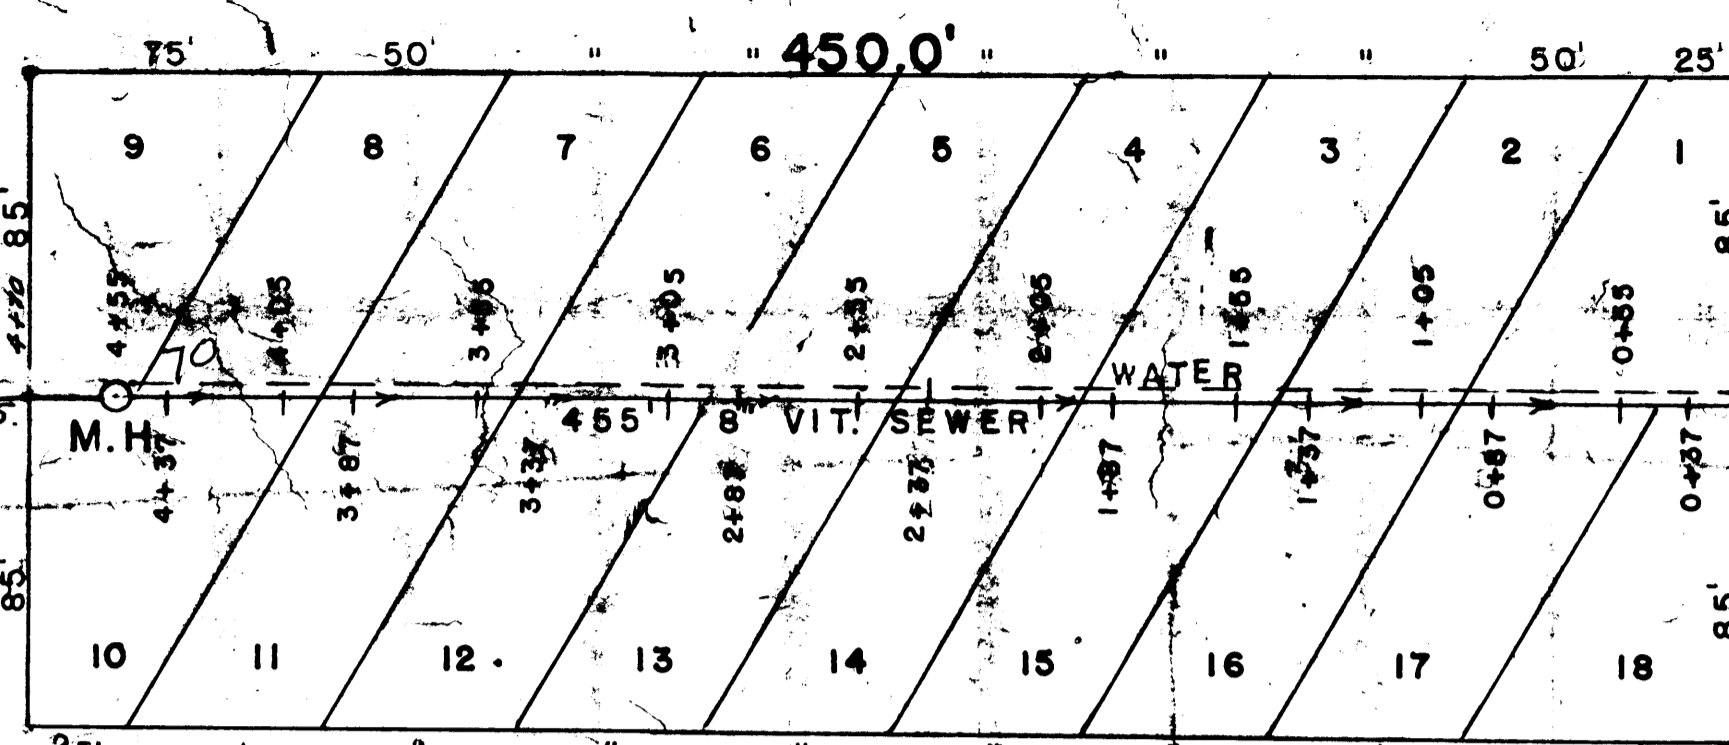 75' 50' " " 450.0' " " " 50' 25'
9 8 7 6 5 4 3 2 1
85' 85'
4+70 4+55 4+05 3+55 3+05 2+55 2+05 1+55 1+05 0+55
70
WATER
M.H. 455' 8" VIT. SEWER
4+37 3+87 3+37 2+87 2+37 1+87 1+37 0+87 0+37
85' 85'
10 11 12 13 14 15 16 17 18
" " "